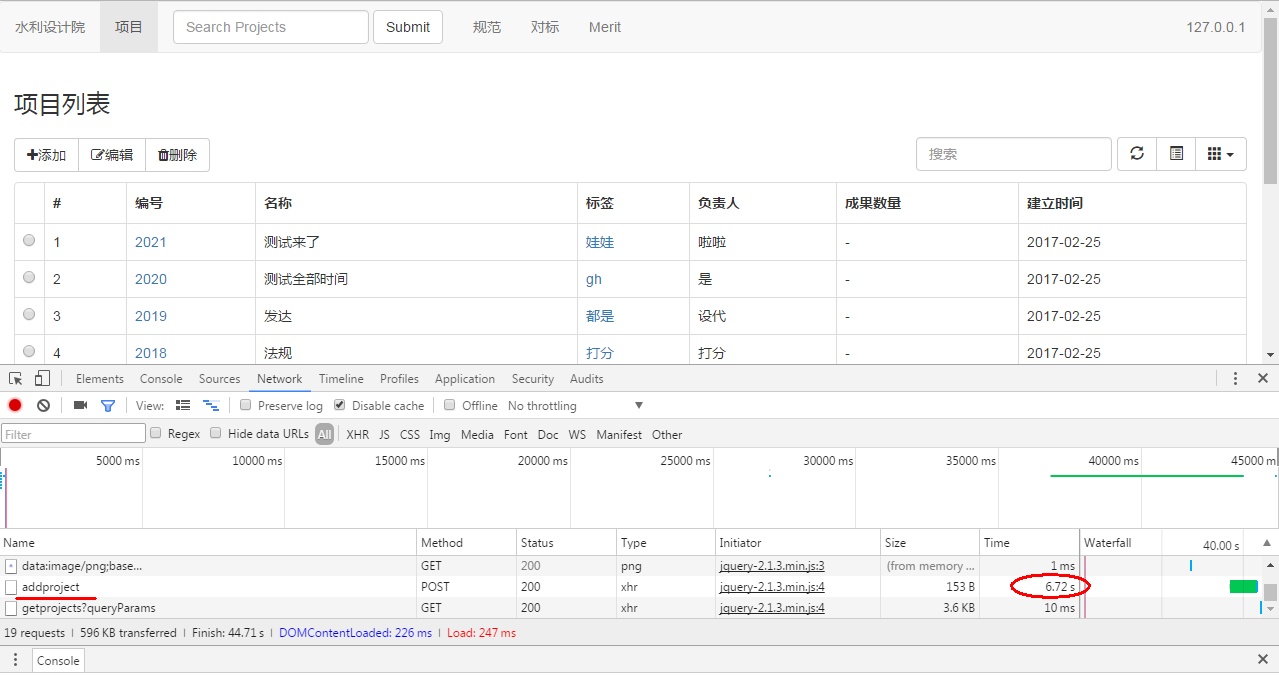 水利设计院 项目 Search Projects Submit 规范 对标 Merit 127.0.0.1
项目列表
添加 编辑 删除 搜索
# 编号 名称 标签 负责人 成果数量 建立时间
1 2021 测试来了 娃娃 啦啦 - 2017-02-25
2 2020 测试全部时间 gh 是 - 2017-02-25
3 2019 发达 都是 设代 - 2017-02-25
4 2018 法规 打分 打分 - 2017-02-25
Elements Console Sources Network Timeline Profiles Application Security Audits
View: Preserve log Disable cache Offline No throttling
Filter Regex Hide data URLs All XHR JS CSS Img Media Font Doc WS Manifest Other
5000 ms 10000 ms 15000 ms 20000 ms 25000 ms 30000 ms 35000 ms 40000 ms 45000 m
Name Method Status Type Initiator Size Time Waterfall 40.00 s
data:image/png;base... GET 200 png jquery-2.1.3.min.js:3 (from memory ... 1 ms
addproject POST 200 xhr jquery-2.1.3.min.js:4 153 B 6.72 s
getprojects?queryParams GET 200 xhr jquery-2.1.3.min.js:4 3.6 KB 10 ms
19 requests | 596 KB transferred | Finish: 44.71 s | DOMContentLoaded: 226 ms | Load: 247 ms
Console